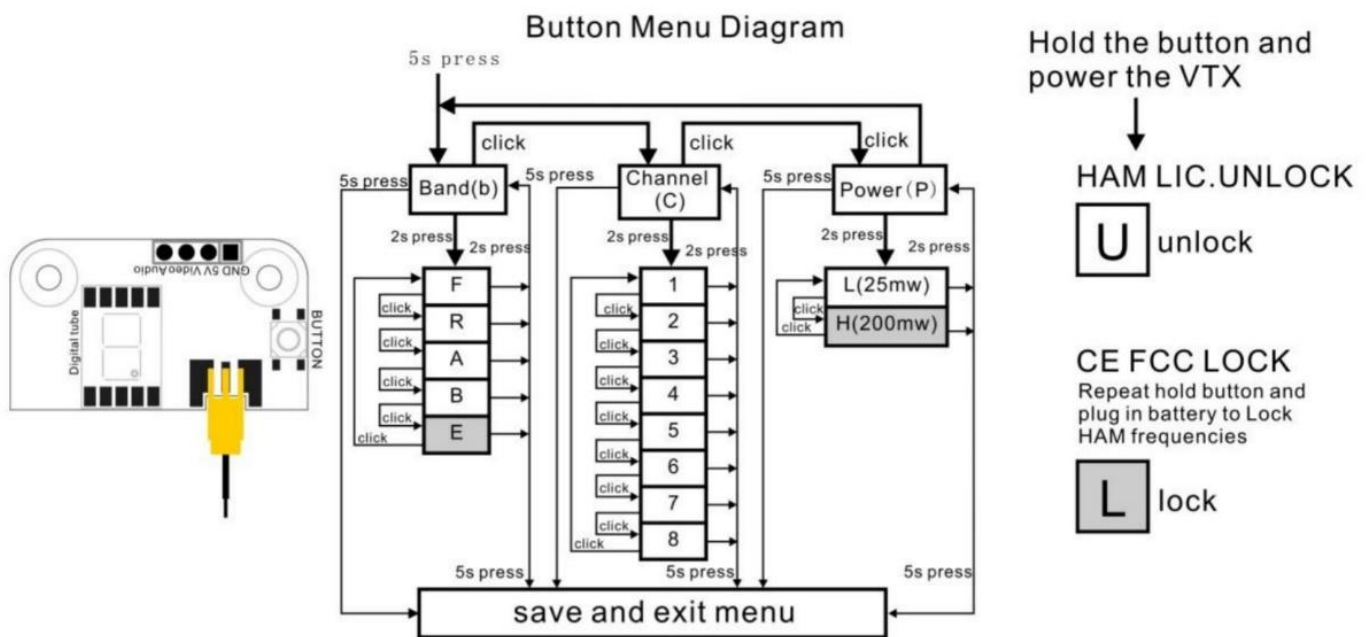 Button Menu Diagram
5s press
click
click
click
5s press
Band(b)
5s press
Channel
(C)
5s press
Power(P)
2s press
2s press
2s press
2s press
2s press
2s press
F
R
A
B
E
click
click
click
click
click
1
2
3
4
5
6
7
8
click
click
click
click
click
click
click
click
L(25mw)
H(200mw)
click
click
5s press
5s press
5s press
save and exit menu
GND 5V Video Audio
Digital tube
BUTTON
Hold the button and
power the VTX
HAM LIC.UNLOCK
U unlock
CE FCC LOCK
Repeat hold button and
plug in battery to Lock
HAM frequencies
L lock